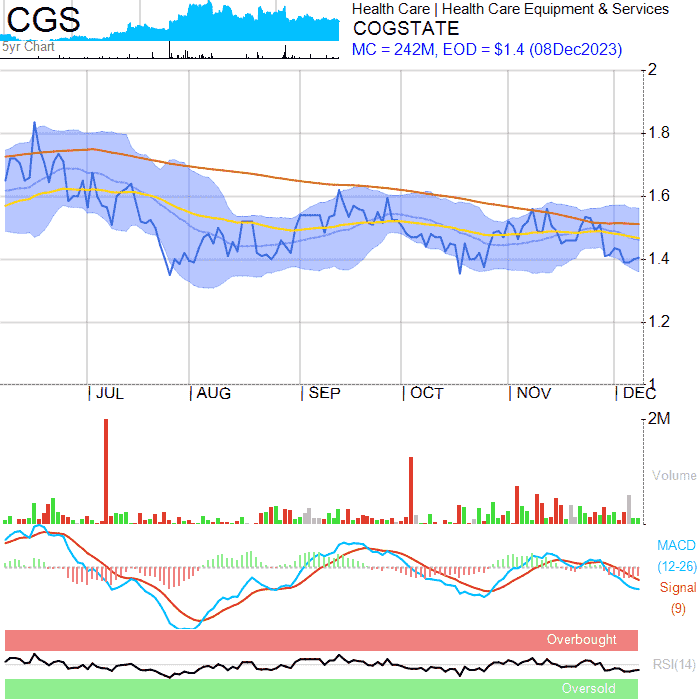 CGS
5yr Chart
Health Care | Health Care Equipment & Services
COGSTATE
MC = 242M, EOD = $1.4 (08Dec2023)
2
1.8
1.6
1.4
1.2
1
JUL AUG SEP OCT NOV DEC
2M
Volume
MACD
(12-26)
Signal
(9)
Overbought
RSI(14)
Oversold